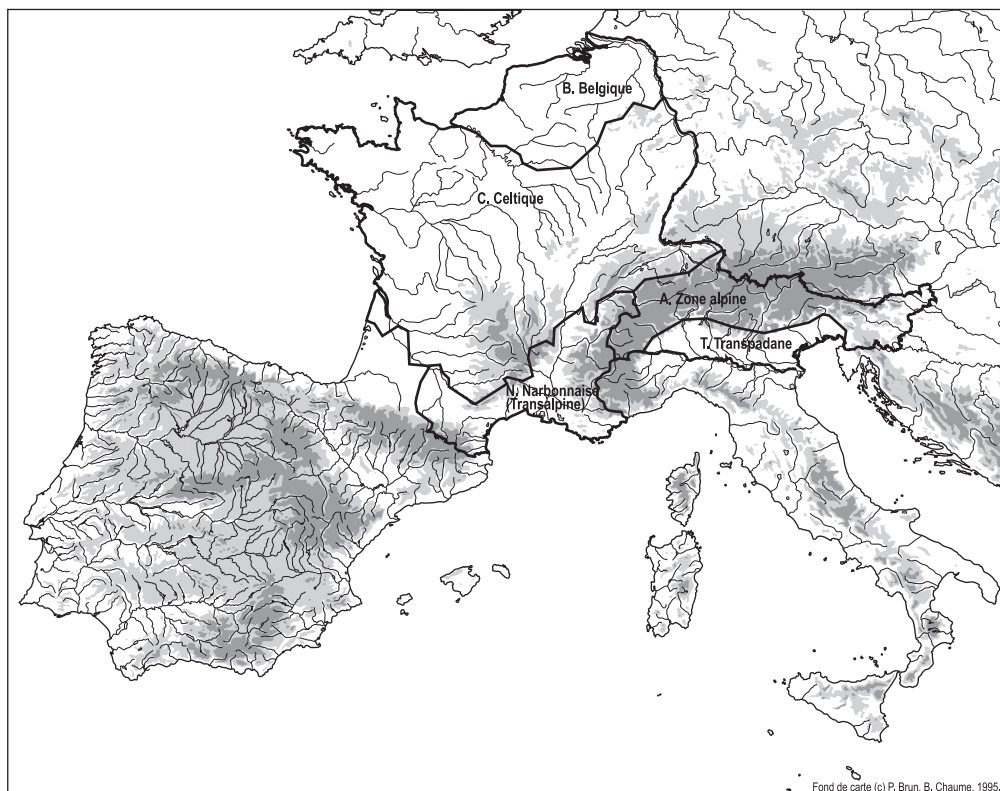 B. Belgique
C. Celtique
A. Zone alpine
T. Transpadane
N. Narbonnaise
(Transalpine)
Fond de carte (c) P. Brun, B. Chaume, 1995.